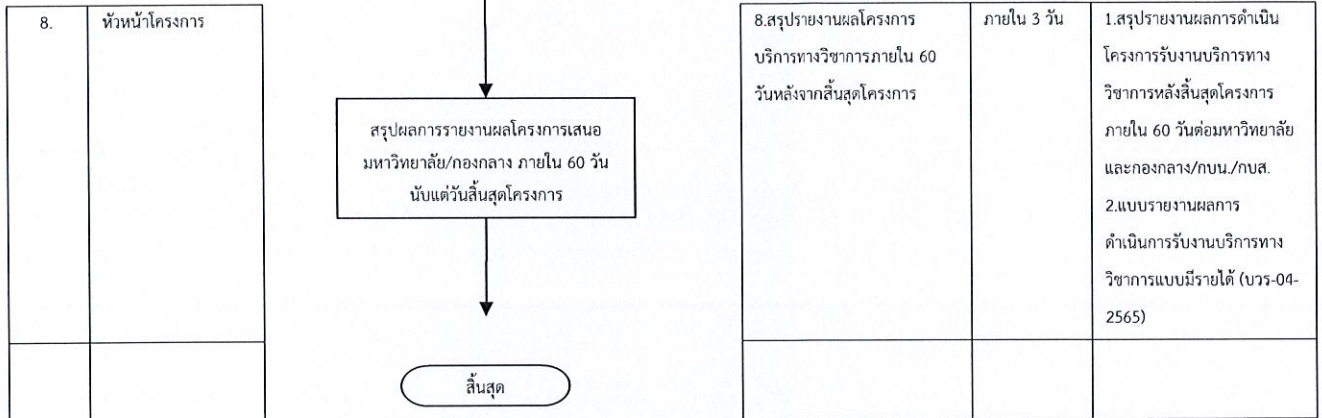 8.
หัวหน้าโครงการ
สรุปผลการรายงานผลโครงการเสนอ
มหาวิทยาลัย/กองกลาง ภายใน 60 วัน
นับแต่วันสิ้นสุดโครงการ
สิ้นสุด
8.สรุปรายงานผลโครงการ
บริการทางวิชาการภายใน 60
วันหลังจากสิ้นสุดโครงการ
ภายใน 3 วัน
1.สรุปรายงานผลการดำเนิน
โครงการรับงานบริการทาง
วิชาการหลังสิ้นสุดโครงการ
ภายใน 60 วันต่อมหาวิทยาลัย
และกองกลาง/กบน./กบส.
2.แบบรายงานผลการ
ดำเนินการรับงานบริการทาง
วิชาการแบบมีรายได้ (บวร-04-
2565)